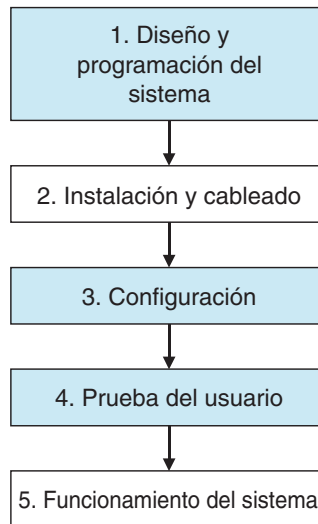 1. Diseño y
programación del
sistema
2. Instalación y cableado
3. Configuración
4. Prueba del usuario
5. Funcionamiento del sistema